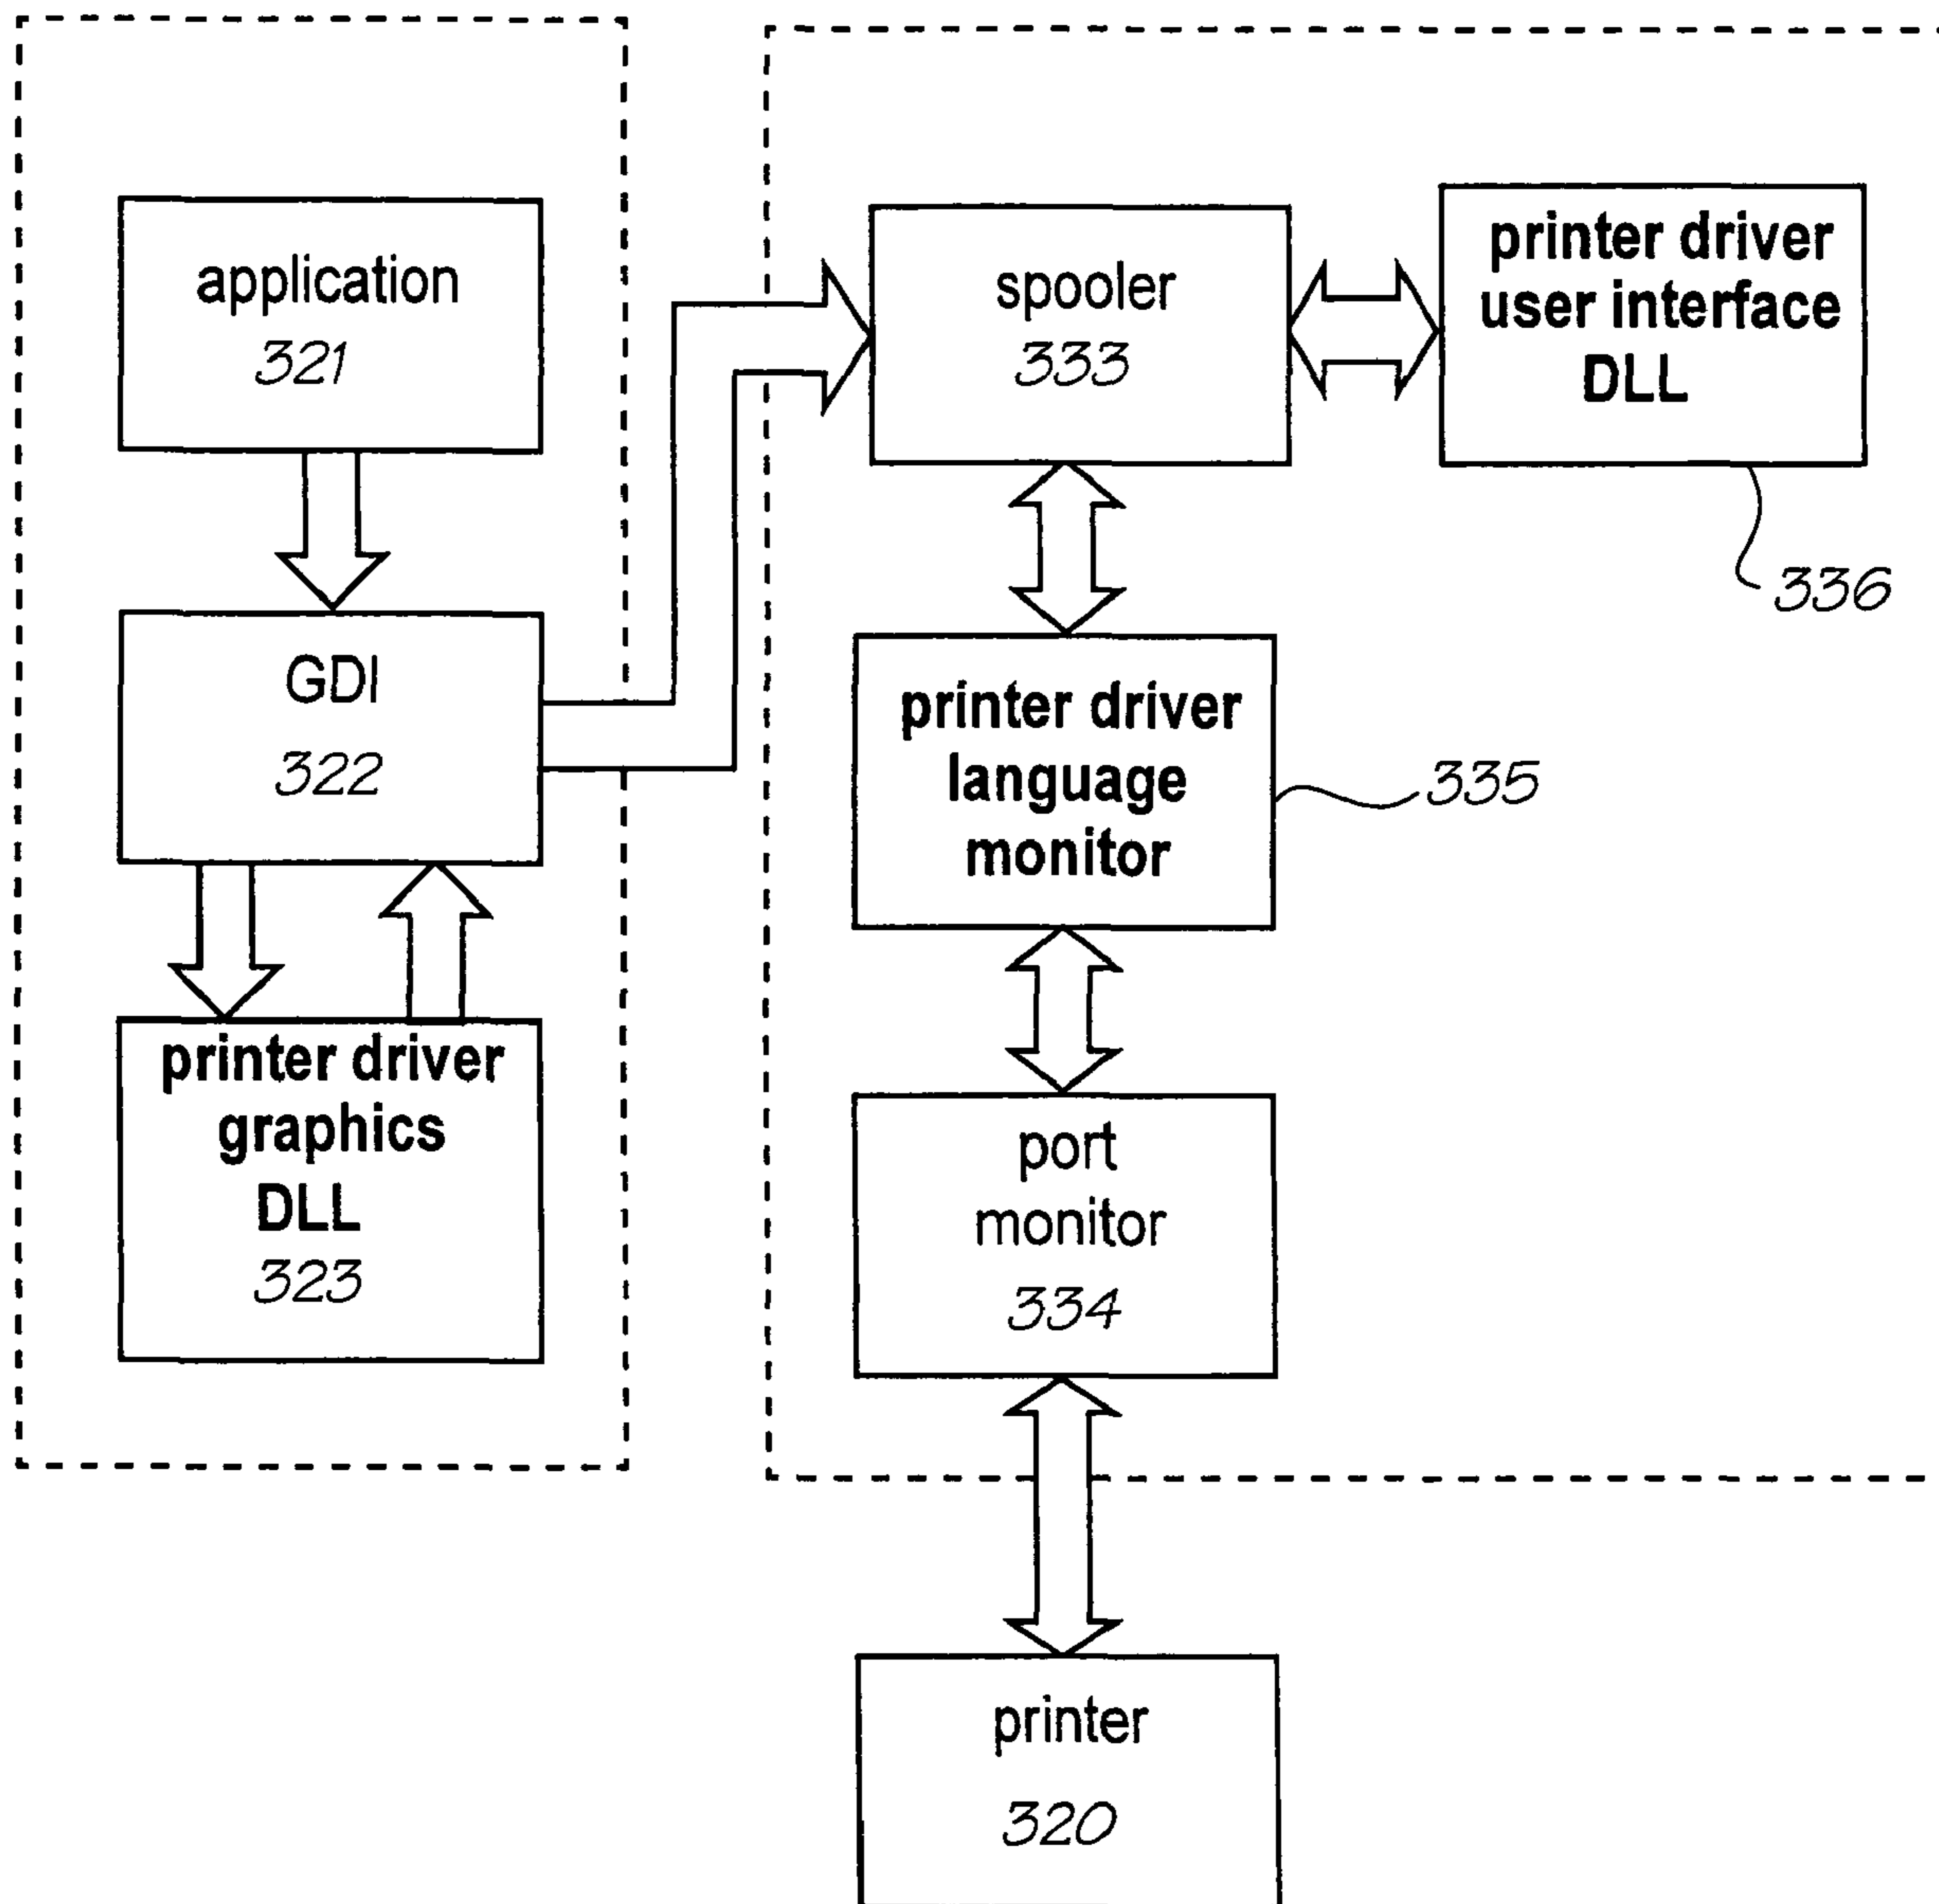 application
321
GDI
322
printer driver
graphics
DLL
323
spooler
333
printer driver
user interface
DLL
336
printer driver
language
monitor
335
port
monitor
334
printer
320